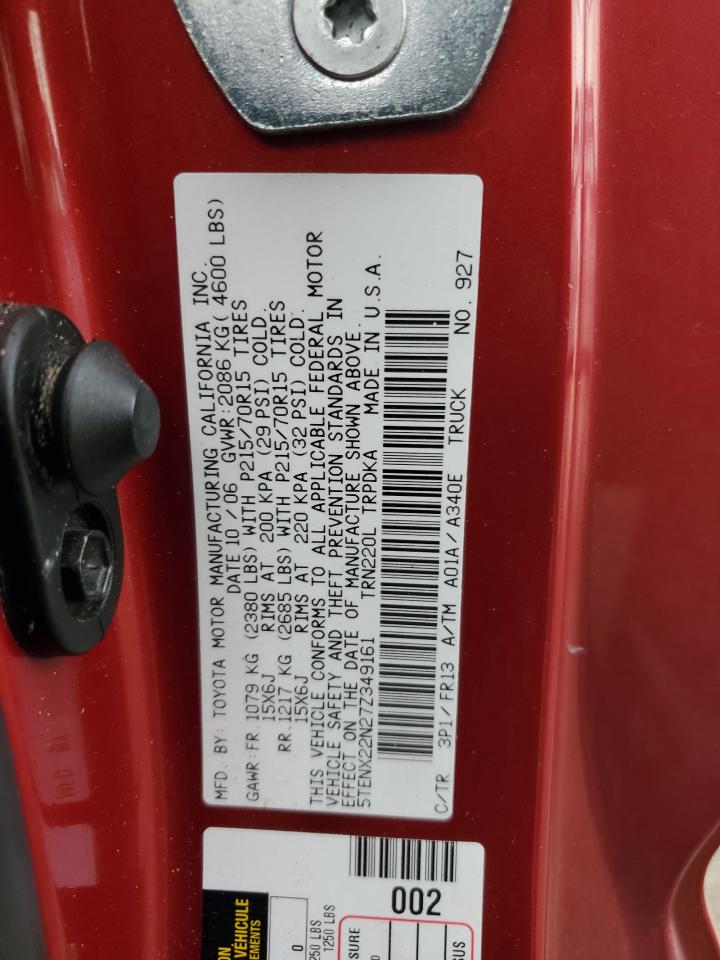 MFD. BY: TOYOTA MOTOR MANUFACTURING CALIFORNIA INC.
DATE 10/06 GVWR:2086 KG( 4600 LBS)
GAWR:FR.1079 KG (2380 LBS) WITH P215/70R15 TIRES
15X6J RIMS AT 200 KPA (29 PSI) COLD.
RR.1217 KG (2685 LBS) WITH P215/70R15 TIRES
15X6J RIMS AT 220 KPA (32 PSI) COLD.
THIS VEHICLE CONFORMS TO ALL APPLICABLE FEDERAL MOTOR
VEHICLE SAFETY AND THEFT PREVENTION STANDARDS IN
EFFECT ON THE DATE OF MANUFACTURE SHOWN ABOVE.
5TENX22N27Z349161 TRN220L TRPDKA MADE IN U.S.A.
C/TR 3P1/FR13 A/TM A01A/A340E TRUCK NO. 927
002
VÉHICULE
0
1250 LBS